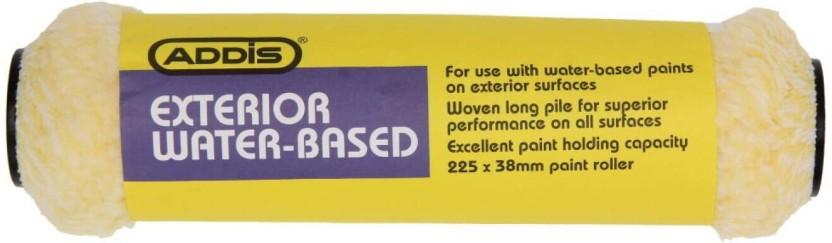 ADDIS®
EXTERIOR
WATER-BASED
For use with water-based paints
on exterior surfaces
Woven long pile for superior
performance on all surfaces
Excellent paint holding capacity
225 x 38mm paint roller